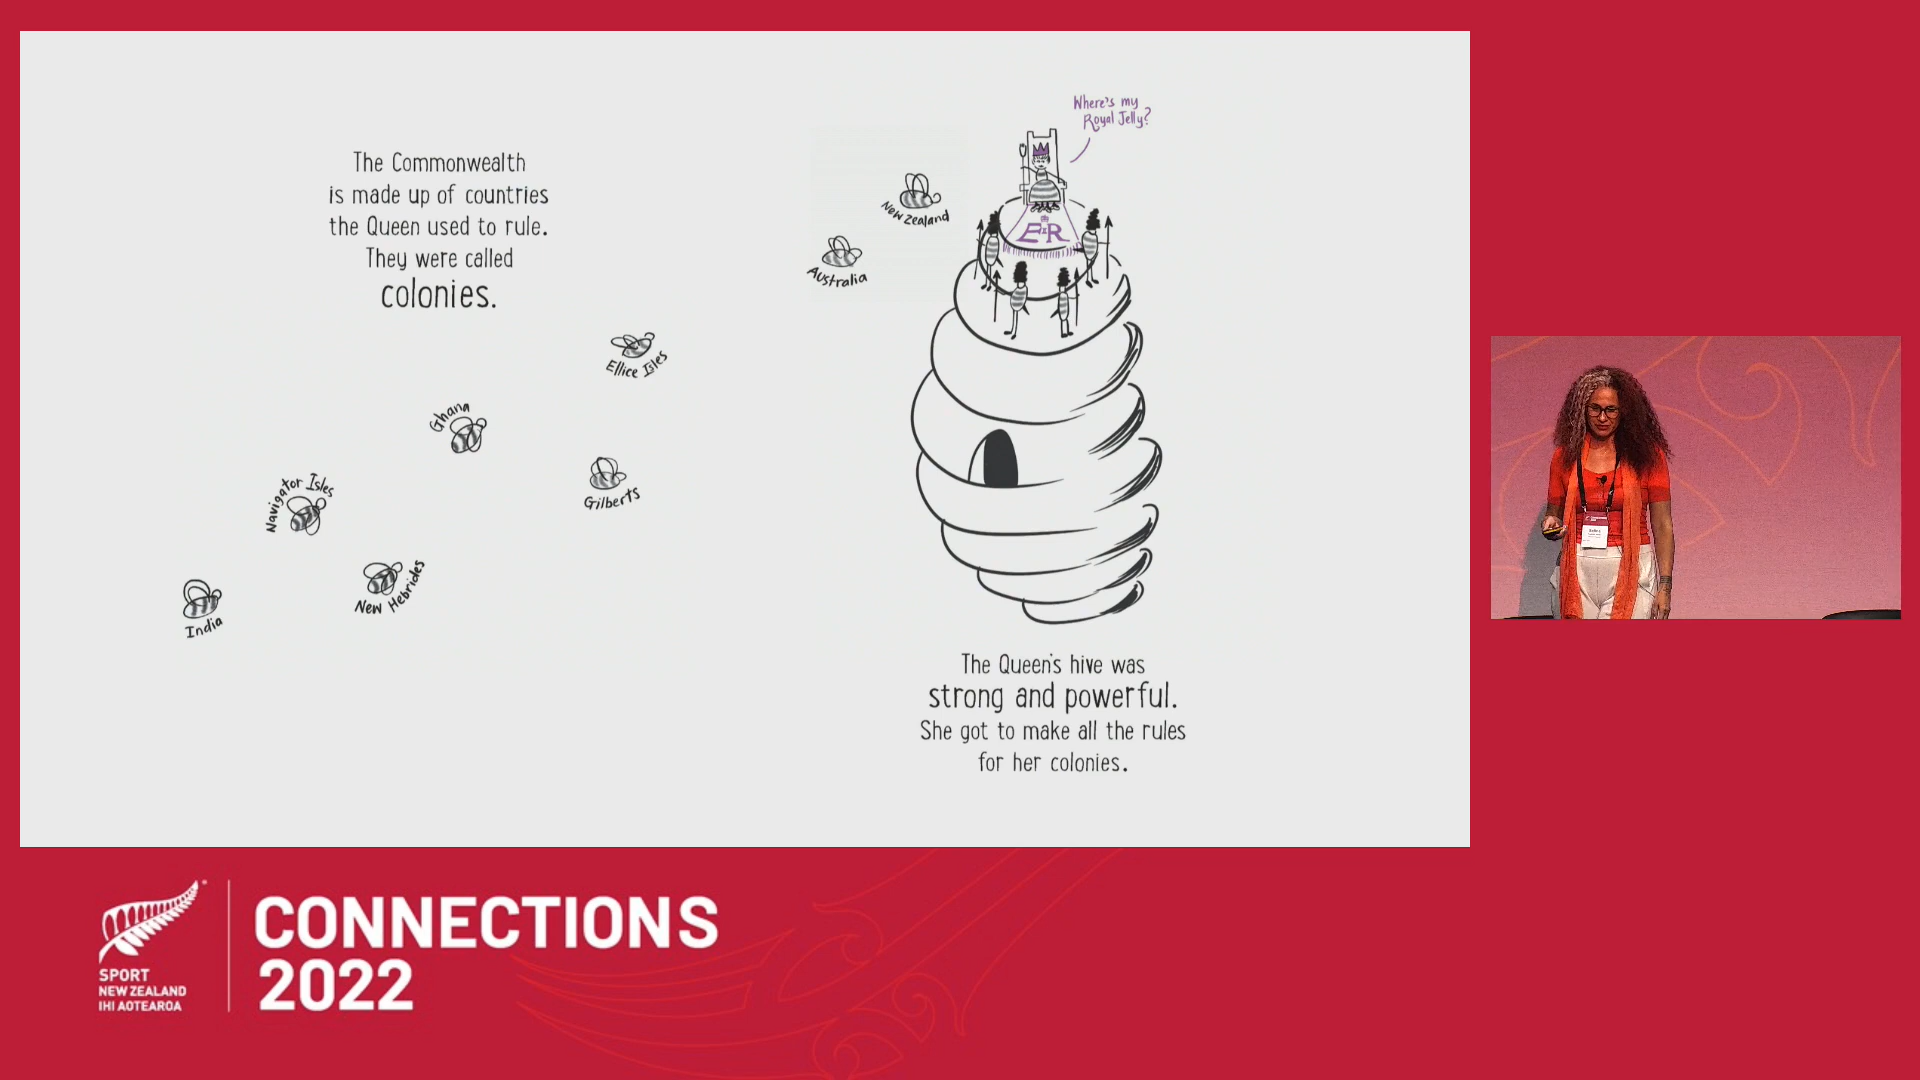 The Commonwealth
is made up of countries
the Queen used to rule.
They were called
colonies.
Where's my
Royal Jelly?
New Zealand
Australia
EIIR
Ellice Isles
Ghana
Gilberts
Navigator Isles
New Hebrides
India
The Queen's hive was
strong and powerful.
She got to make all the rules
for her colonies.
SPORT
NEW ZEALAND
IHI AOTEAROA
CONNECTIONS
2022